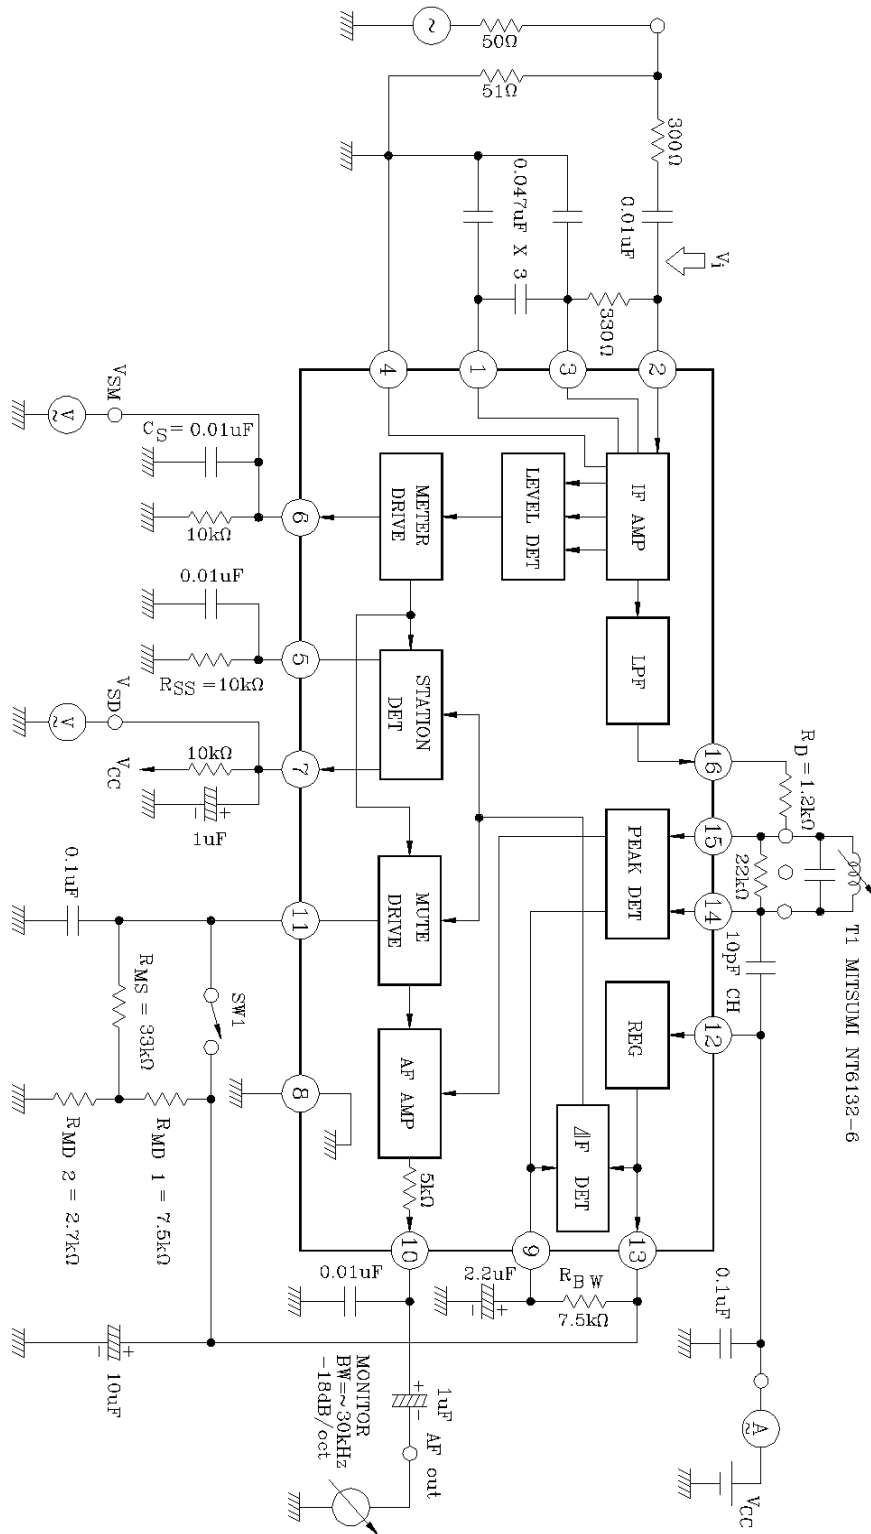 50Ω
51Ω
300Ω
0.01uF
0.047uF X 3
Vi
330Ω
4
1
3
2
VSM
CS = 0.01uF
10kΩ
6
METER
DRIVE
LEVEL DET
IF AMP
0.01uF
RSS = 10kΩ
5
STATION
DET
LPF
VSD
V
V
10kΩ
VCC
1uF
7
16
RD = 1.2kΩ
15
22kΩ
14
PEAK DET
T1 MITSUMI NT6132-6
10pF CH
0.1uF
11
MUTE
DRIVE
12
REG
SW1
RMS = 33kΩ
RMD 1 = 7.5kΩ
RMD 2 = 2.7kΩ
8
AF AMP
ΔF DET
5kΩ
10
9
13
0.01uF
2.2uF
RBW
7.5kΩ
0.1uF
10uF
MONITOR
BW=~30kHz
-18dB/oct
1uF
AF out
A
VCC
+
-
+
-
+
-
+
-